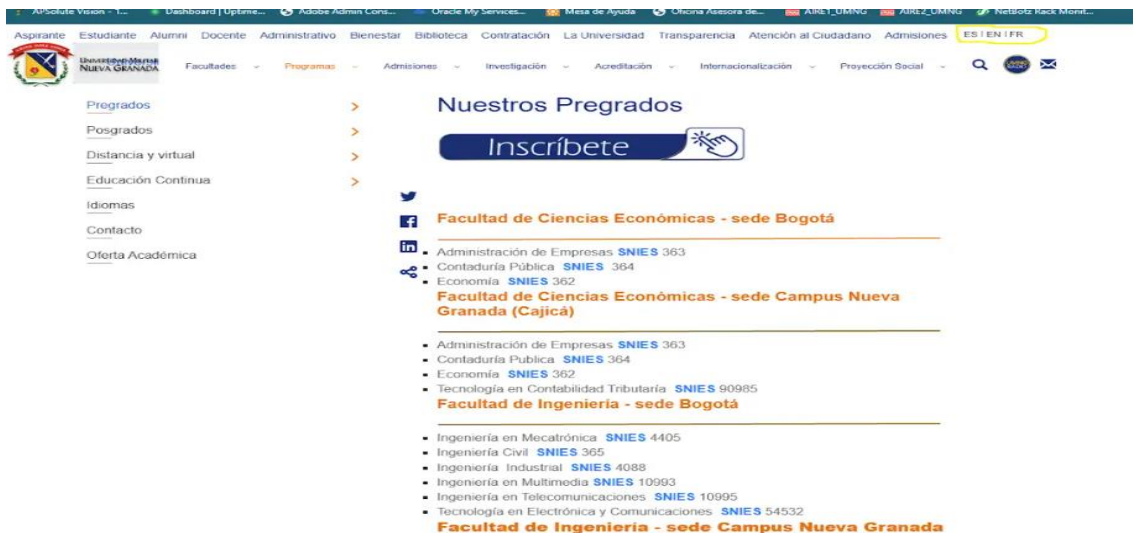 APSolute Vision - 1... Dashboard | Uptime... Adobe Admin Cons... Oracle My Services... Mesa de Ayuda Oficina Asesora de... AIRE1_UMNG AIRE2_UMNG NetBotz Rack Monit...
Aspirante Estudiante Alumni Docente Administrativo Bienestar Biblioteca Contratación La Universidad Transparencia Atención al Ciudadano Admisiones ES | EN | FR
UNIVERSIDAD MILITAR
NUEVA GRANADA
Facultades Programas Admisiones Investigación Acreditación Internacionalización Proyección Social
Pregrados
Posgrados
Distancia y virtual
Educación Continua
Idiomas
Contacto
Oferta Académica
Nuestros Pregrados
Inscríbete
Facultad de Ciencias Económicas - sede Bogotá
Administración de Empresas SNIES 363
Contaduría Pública SNIES 364
Economía SNIES 362
Facultad de Ciencias Económicas - sede Campus Nueva
Granada (Cajicá)
Administración de Empresas SNIES 363
Contaduría Publica SNIES 364
Economía SNIES 362
Tecnología en Contabilidad Tributaría SNIES 90985
Facultad de Ingeniería - sede Bogotá
Ingeniería en Mecatrónica SNIES 4405
Ingeniería Civil SNIES 365
Ingeniería Industrial SNIES 4088
Ingeniería en Multimedia SNIES 10993
Ingeniería en Telecomunicaciones SNIES 10995
Tecnología en Electrónica y Comunicaciones SNIES 54532
Facultad de Ingeniería - sede Campus Nueva Granada